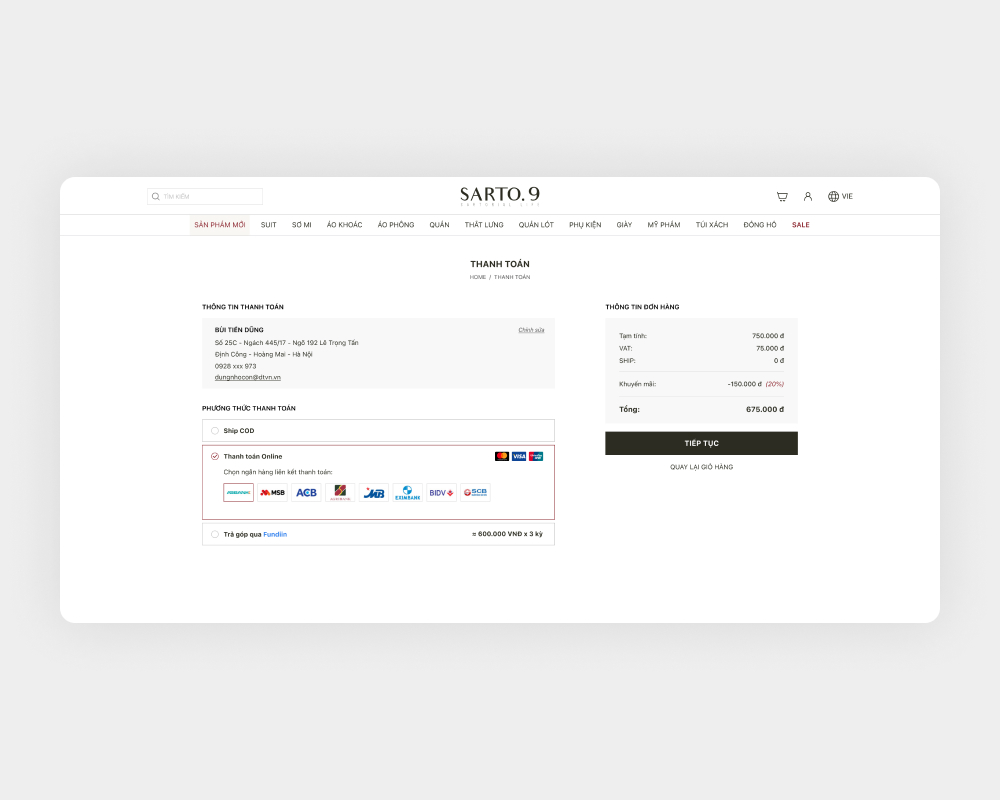 TÌM KIẾM
SARTO.9
SARTORIAL LIFE
VIE
SẢN PHẨM MỚI SUIT SƠ MI ÁO KHOÁC ÁO PHÔNG QUẦN THẮT LƯNG QUẦN LÓT PHỤ KIỆN GIÀY MỸ PHẨM TÚI XÁCH ĐỒNG HỒ SALE
THANH TOÁN
HOME / THANH TOÁN
THÔNG TIN THANH TOÁN
BÙI TIẾN DŨNG Chỉnh sửa
Số 25C - Ngách 445/17 - Ngõ 192 Lê Trọng Tấn
Định Công - Hoàng Mai - Hà Nội
0928 xxx 973
dungnhocon@dtvn.vn
PHƯƠNG THỨC THANH TOÁN
Ship COD
Thanh toán Online VISA
Chọn ngân hàng liên kết thanh toán:
ABBANK MSB ACB MB EXIMBANK BIDV SCB
Trả góp qua Fundiin ≈ 600.000 VNĐ x 3 kỳ
THÔNG TIN ĐƠN HÀNG
Tạm tính: 750.000 đ
VAT: 75.000 đ
SHIP: 0 đ
Khuyến mãi: -150.000 đ (20%)
Tổng: 675.000 đ
TIẾP TỤC
QUAY LẠI GIỎ HÀNG